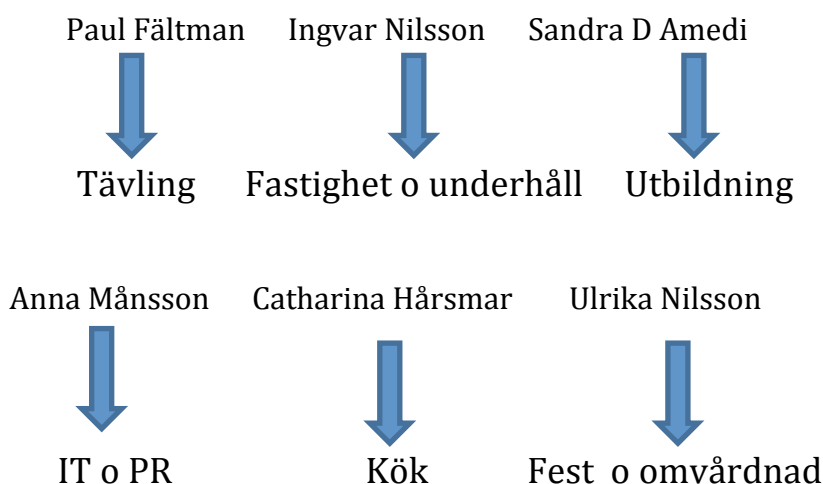 Paul Fältman Ingvar Nilsson Sandra D Amedi
Tävling Fastighet o underhåll Utbildning
Anna Månsson Catharina Hårsmar Ulrika Nilsson
IT o PR Kök Fest o omvårdnad